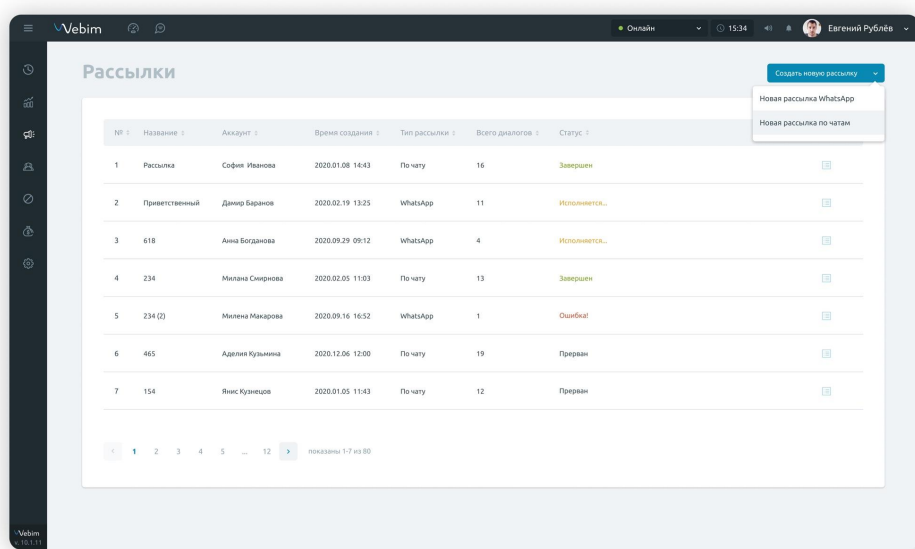 Vebim
Онлайн
15:34
Евгений Рублёв
Рассылки
Создать новую рассылку
Новая рассылка WhatsApp
Новая рассылка по чатам
№ Название Аккаунт Время создания Тип рассылки Всего диалогов Статус
1 Рассылка София Иванова 2020.01.08 14:43 По чату 16 Завершен
2 Приветственный Дамир Баранов 2020.02.19 13:25 WhatsApp 11 Исполняется...
3 618 Анна Богданова 2020.09.29 09:12 WhatsApp 4 Исполняется...
4 234 Милана Смирнова 2020.02.05 11:03 По чату 13 Завершен
5 234 (2) Милена Макарова 2020.09.16 16:52 WhatsApp 1 Ошибка!
6 465 Аделия Кузьмина 2020.12.06 12:00 По чату 19 Прерван
7 154 Янис Кузнецов 2020.01.05 11:43 По чату 12 Прерван
‹ 1 2 3 4 5 ... 12 › показаны 1-7 из 80
Vebim
v. 10.1.11